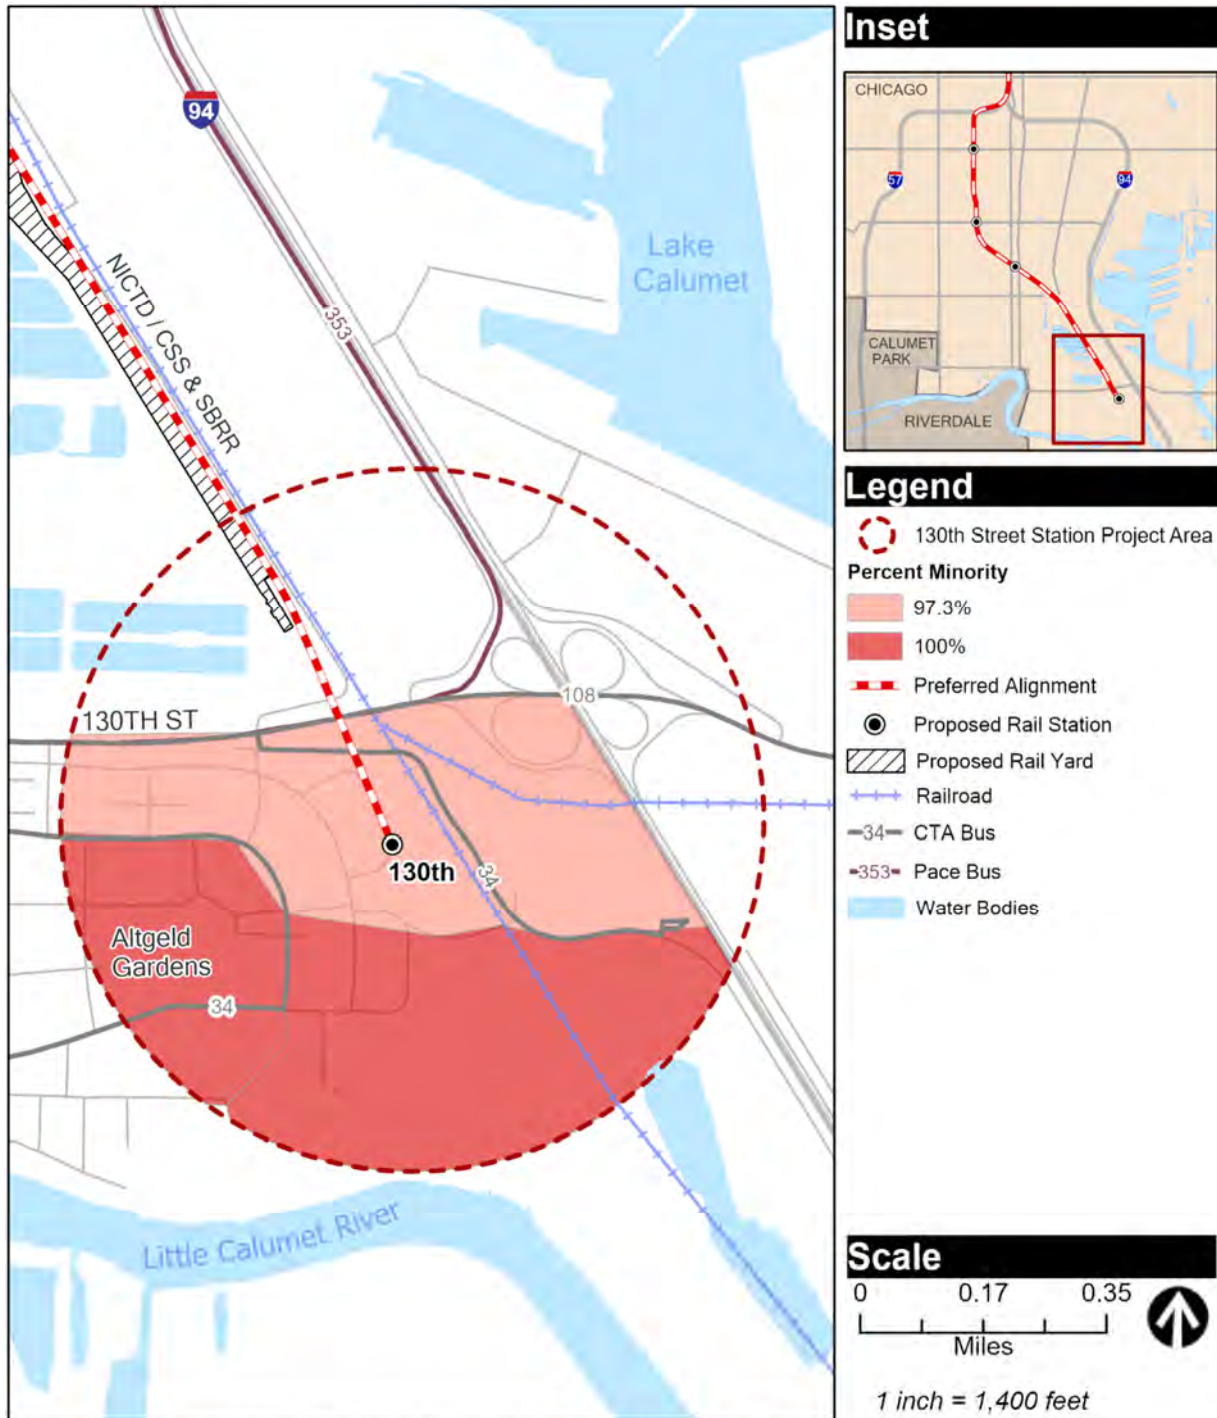 94
Lake
Calumet
353
NICTD / CSS & SBRR
130TH ST
108
130th
34
Altgeld
Gardens
34
Little Calumet River
Inset
CHICAGO
57
94
CALUMET
PARK
RIVERDALE
Legend
130th Street Station Project Area
Percent Minority
97.3%
100%
Preferred Alignment
Proposed Rail Station
Proposed Rail Yard
Railroad
34 CTA Bus
353 Pace Bus
Water Bodies
Scale
0 0.17 0.35
Miles
1 inch = 1,400 feet